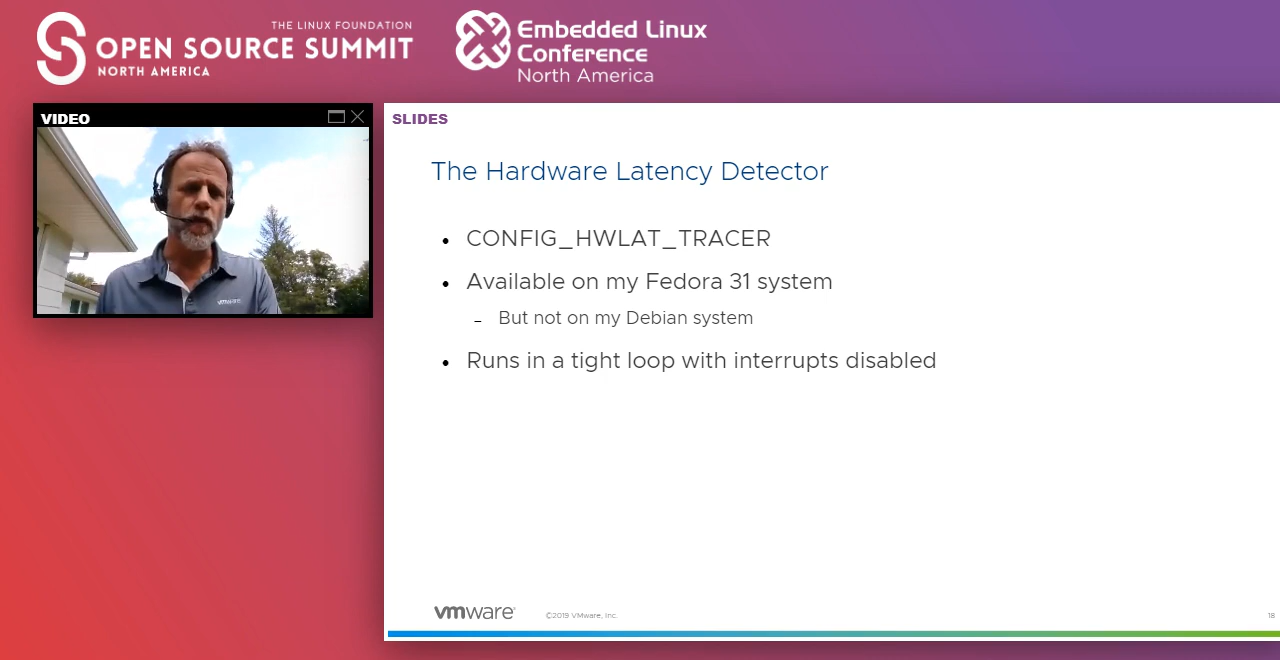 THE LINUX FOUNDATION
OPEN SOURCE SUMMIT
NORTH AMERICA
Embedded Linux
Conference
North America
VIDEO
SLIDES
The Hardware Latency Detector
• CONFIG_HWLAT_TRACER
• Available on my Fedora 31 system
– But not on my Debian system
• Runs in a tight loop with interrupts disabled
vmware
vmware®
©2019 VMware, Inc.
18